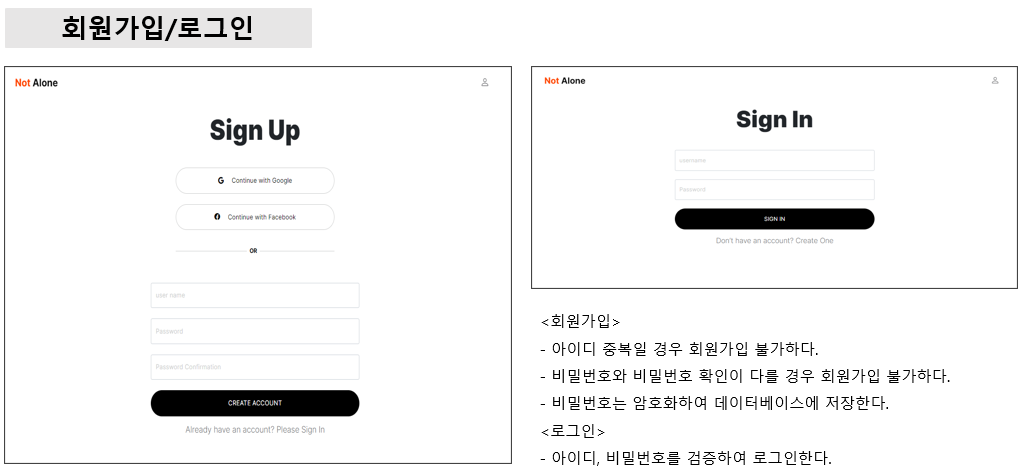 회원가입/로그인
Not Alone
Sign Up
Continue with Google
Continue with Facebook
OR
user name
Password
Password Confirmation
CREATE ACCOUNT
Already have an account? Please Sign In
Not Alone
Sign In
username
Password
SIGN IN
Don't have an account? Create One
<회원가입>
- 아이디 중복일 경우 회원가입 불가하다.
- 비밀번호와 비밀번호 확인이 다를 경우 회원가입 불가하다.
- 비밀번호는 암호화하여 데이터베이스에 저장한다.
<로그인>
- 아이디, 비밀번호를 검증하여 로그인한다.